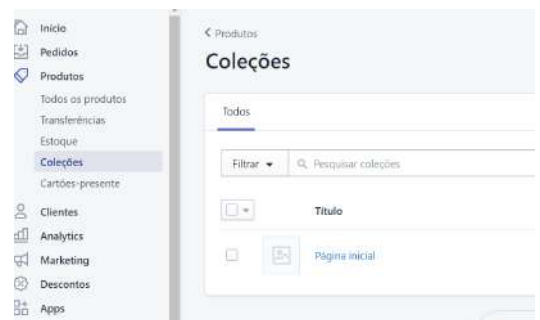 Início
Pedidos
Produtos
Todos os produtos
Transferências
Estoque
Coleções
Cartões-presente
Clientes
Analytics
Marketing
Descontos
Apps
Produtos
Coleções
Todos
Filtrar
Pesquisar coleções
Título
Página inicial